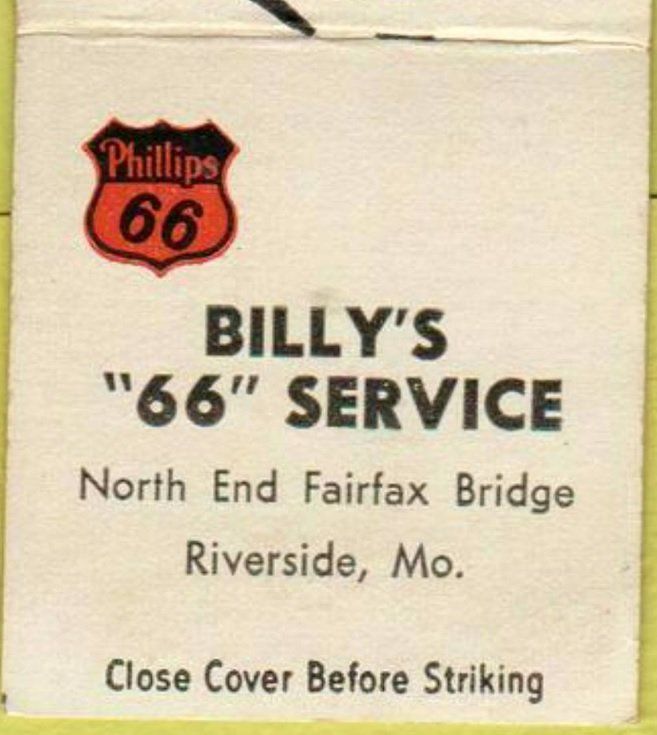 Phillips
66
BILLY'S
"66" SERVICE
North End Fairfax Bridge
Riverside, Mo.
Close Cover Before Striking